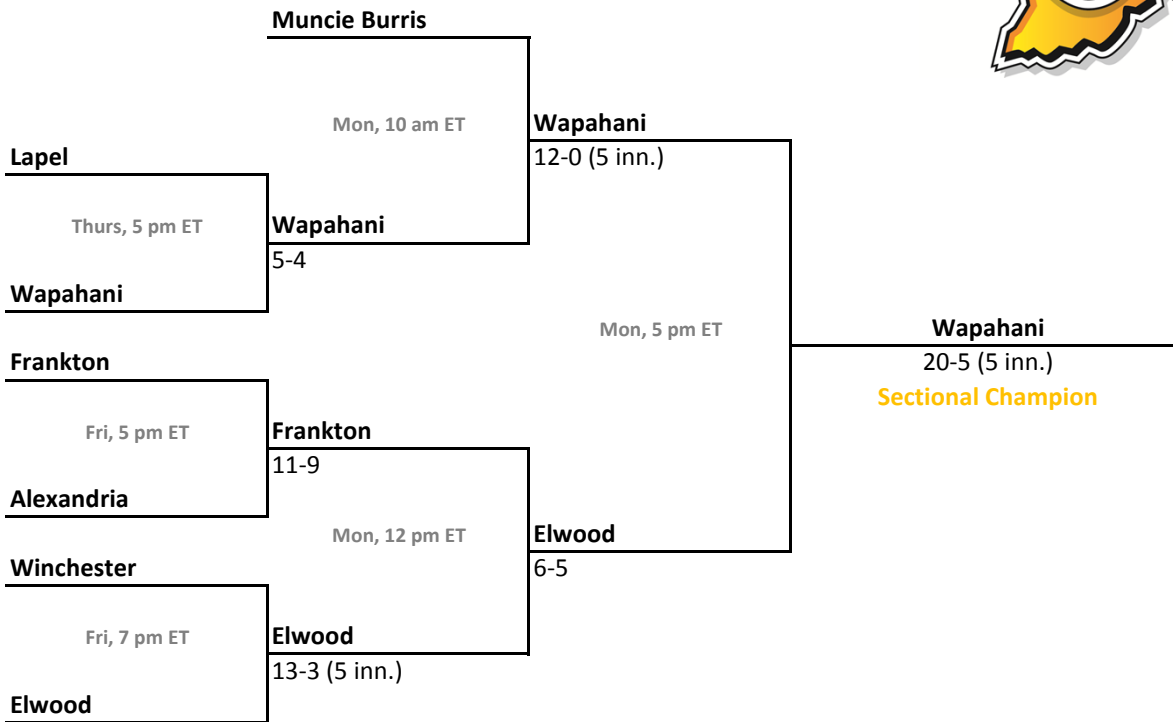 Muncie Burris
Mon, 10 am ET
Wapahani
12-0 (5 inn.)
Lapel
Thurs, 5 pm ET
Wapahani
5-4
Wapahani
Mon, 5 pm ET
Wapahani
20-5 (5 inn.)
Sectional Champion
Frankton
Fri, 5 pm ET
Frankton
11-9
Alexandria
Mon, 12 pm ET
Elwood
6-5
Winchester
Fri, 7 pm ET
Elwood
13-3 (5 inn.)
Elwood